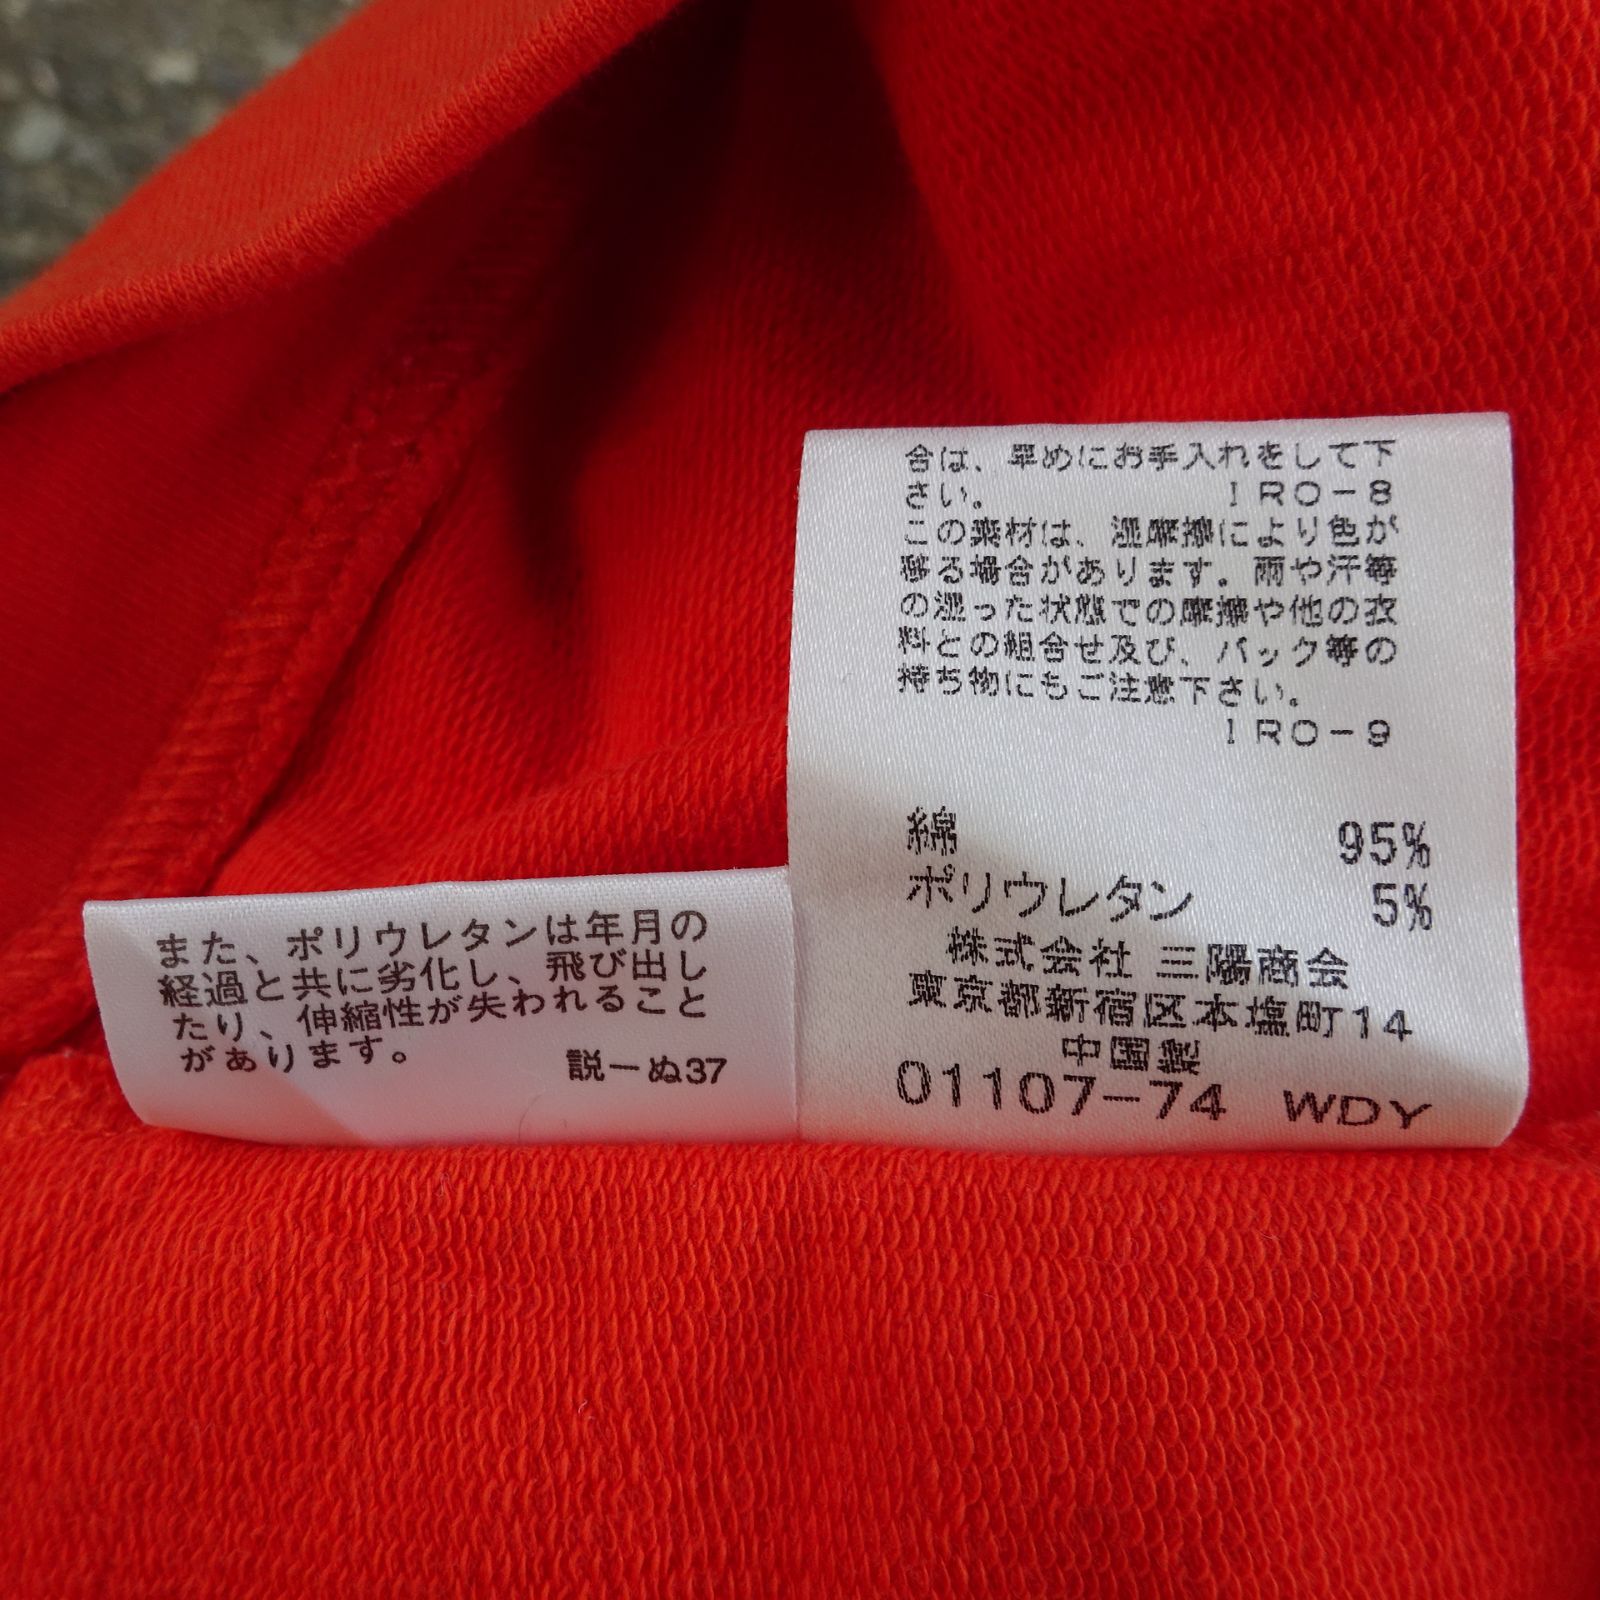 合は、早めにお手入れをして下
さい。 IRO-8
この素材は、湿摩擦により色が
移る場合があります。雨や汗等
の湿った状態での摩擦や他の衣
料との組合せ及び、バック等の
持ち物にもご注意下さい。
IRO-9
綿 95%
ポリウレタン 5%
株式会社 三陽商会
東京都新宿区本塩町14
中国製
01107-74 WDY
また、ポリウレタンは年月の
経過と共に劣化し、飛び出し
たり、伸縮性が失われること
があります。
説ーぬ37